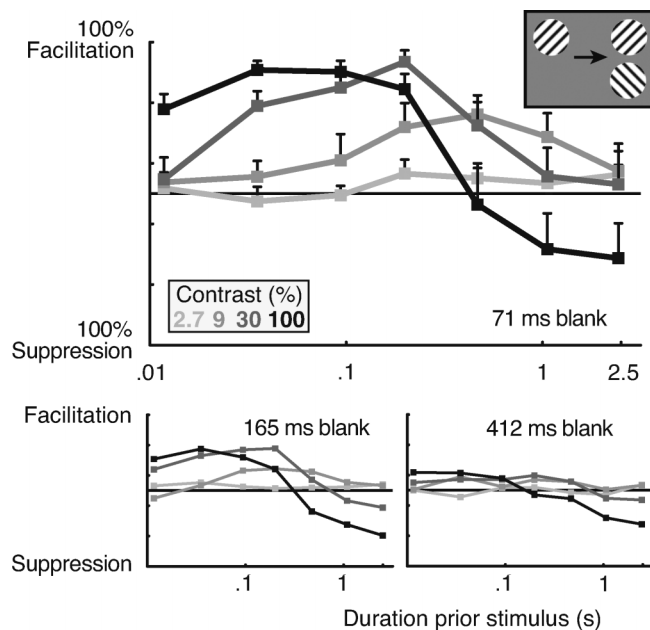 100%
Facilitation
Contrast (%)
2.7 9 30 100
71 ms blank
100%
Suppression
.01 .1 1 2.5
Facilitation
165 ms blank
412 ms blank
Suppression
.1 1 .1 1
Duration prior stimulus (s)